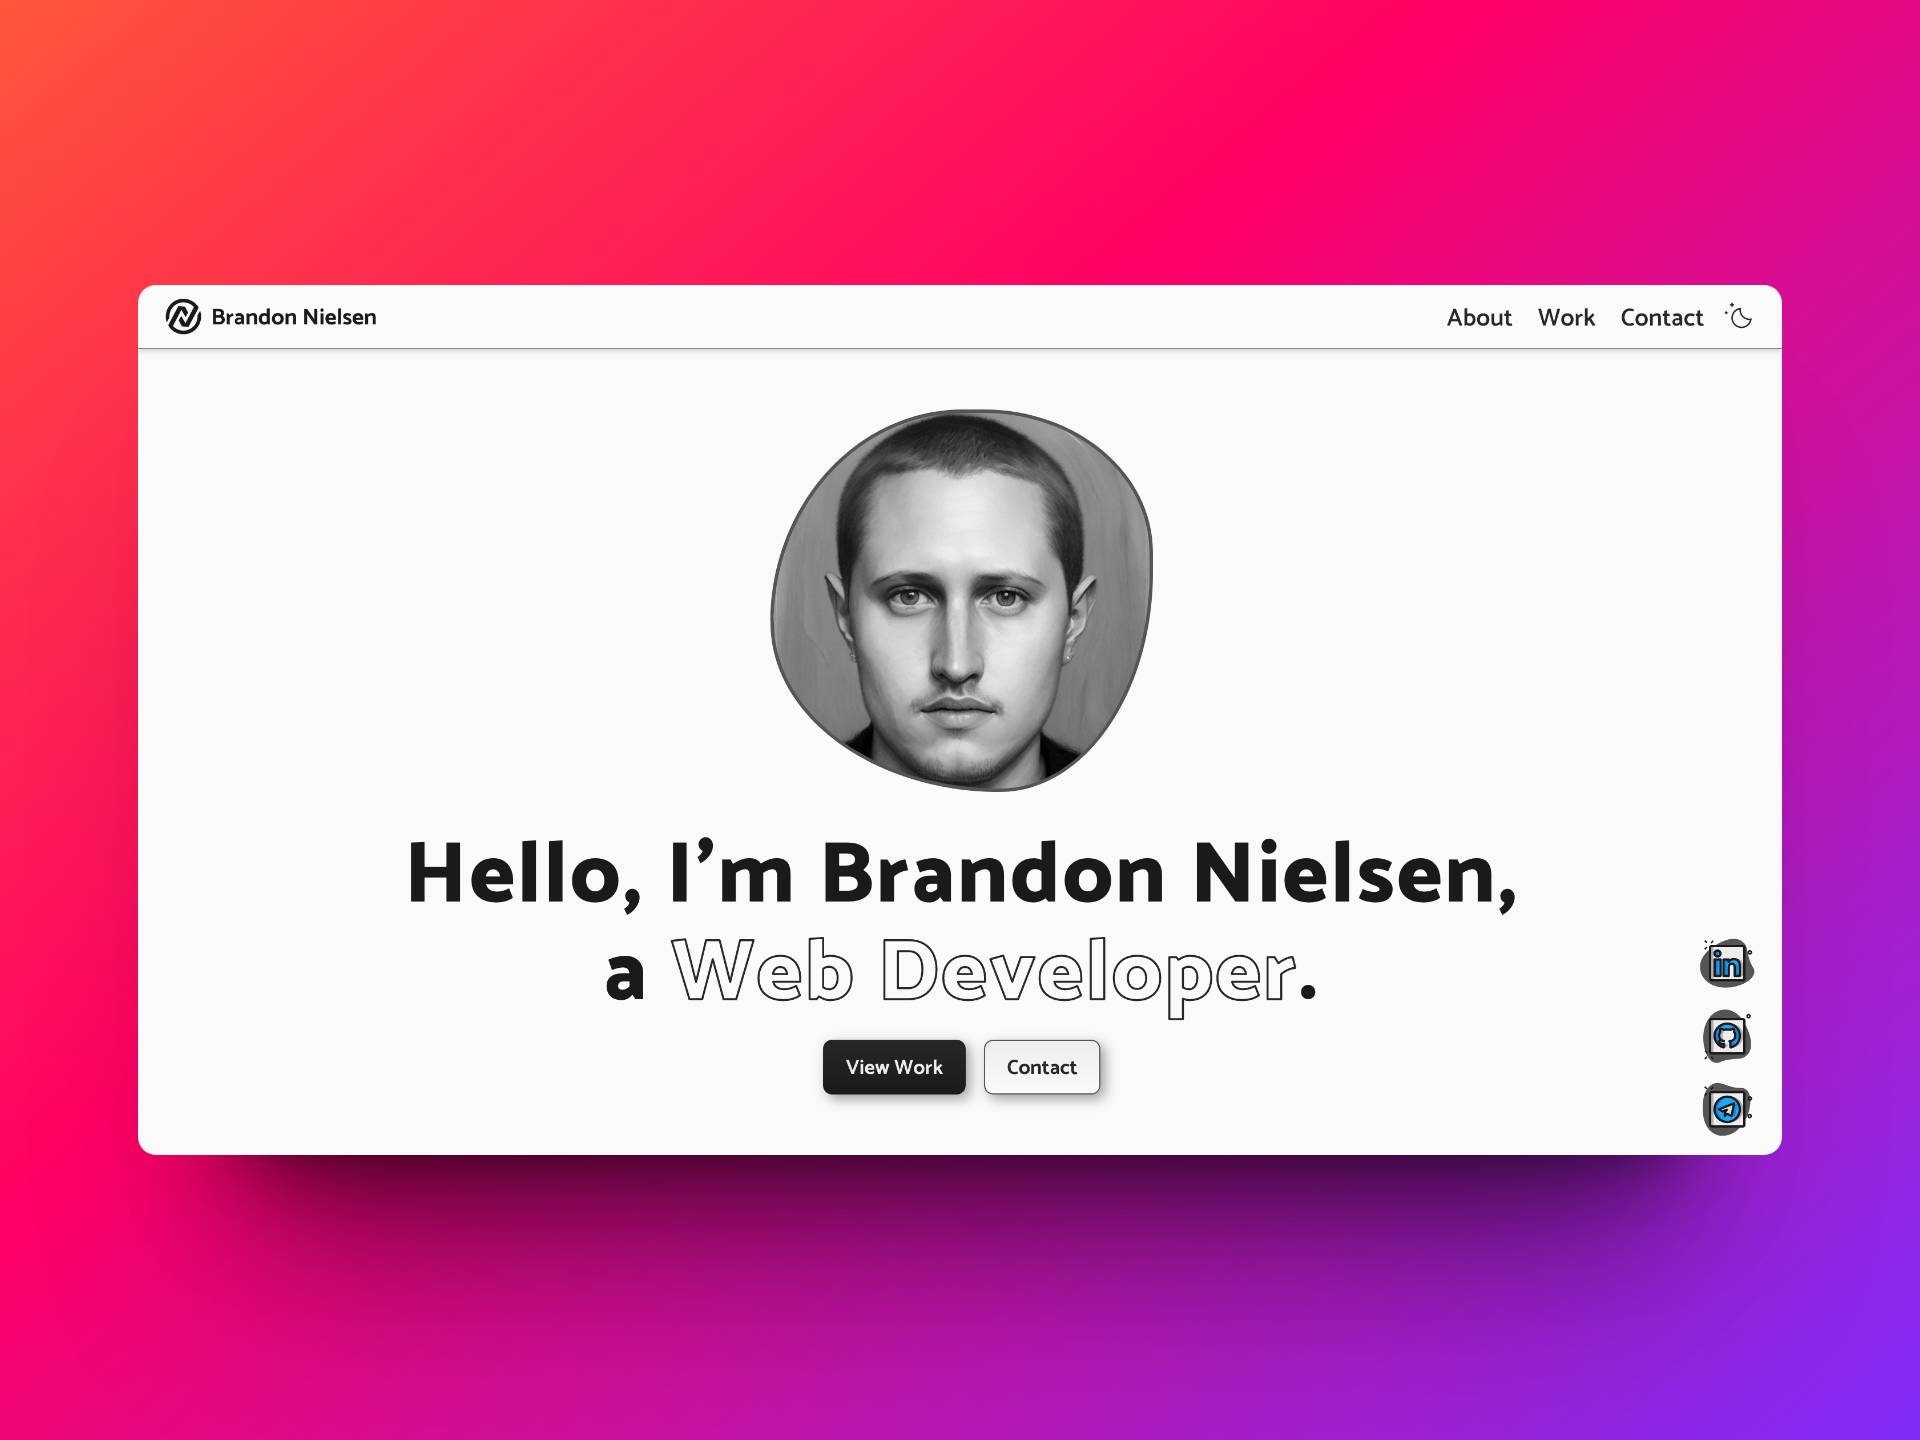 Brandon Nielsen
About Work Contact
Hello, I’m Brandon Nielsen,
a Web Developer.
View Work Contact
in